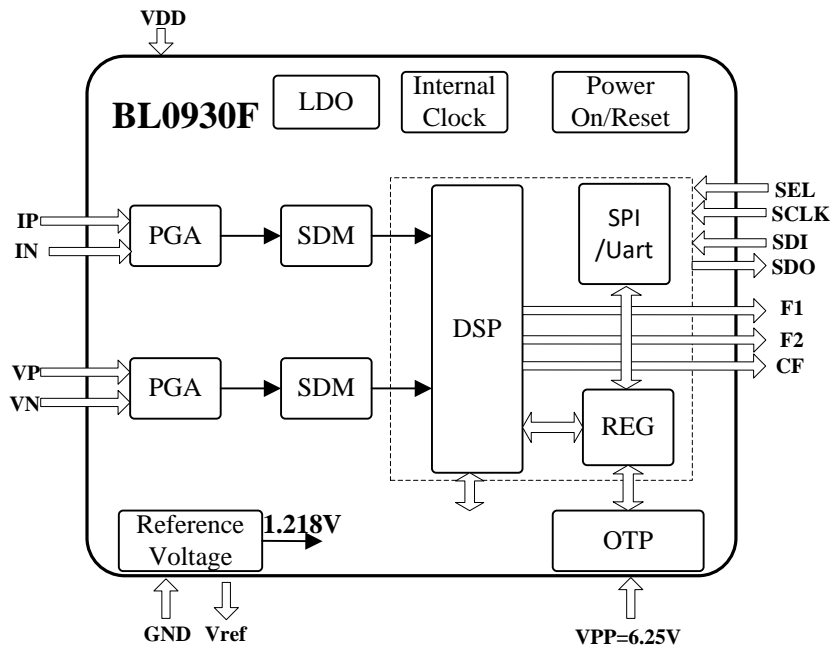 VDD
BL0930F
LDO
Internal
Clock
Power
On/Reset
IP
IN
PGA
SDM
DSP
SPI
/Uart
SEL
SCLK
SDI
SDO
F1
F2
CF
VP
VN
PGA
SDM
REG
Reference
Voltage
1.218V
OTP
GND
Vref
VPP=6.25V